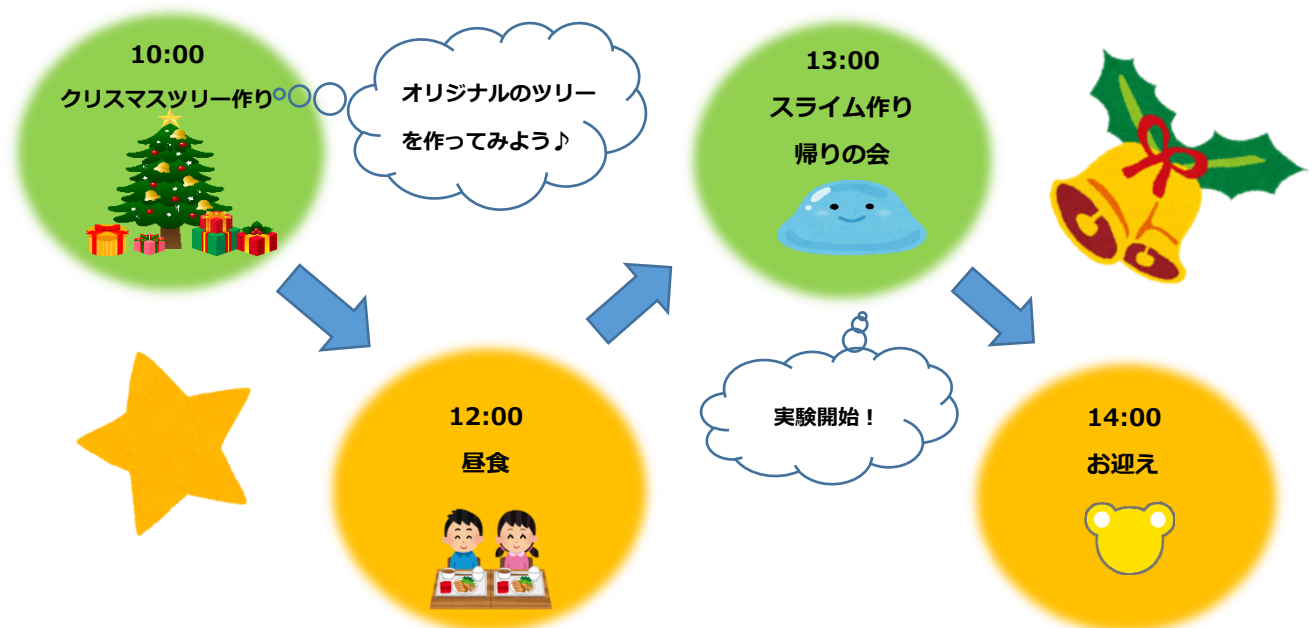 10:00
クリスマスツリー作り
オリジナルのツリー
を作ってみよう♪
12:00
昼食
13:00
スライム作り
帰りの会
実験開始！
14:00
お迎え